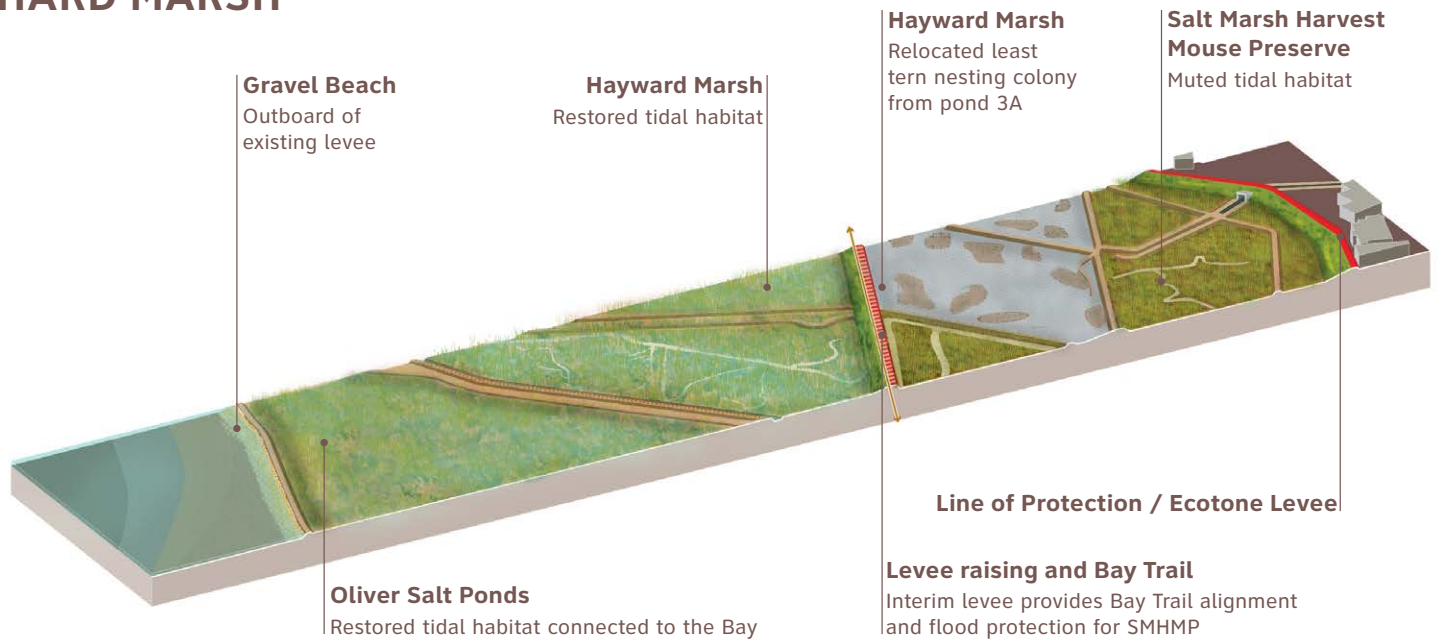 HARD MARSH
Gravel Beach
Outboard of
existing levee
Hayward Marsh
Restored tidal habitat
Hayward Marsh
Relocated least
tern nesting colony
from pond 3A
Salt Marsh Harvest
Mouse Preserve
Muted tidal habitat
Line of Protection / Ecotone Levee
Levee raising and Bay Trail
Interim levee provides Bay Trail alignment
and flood protection for SMHMP
Oliver Salt Ponds
Restored tidal habitat connected to the Bay